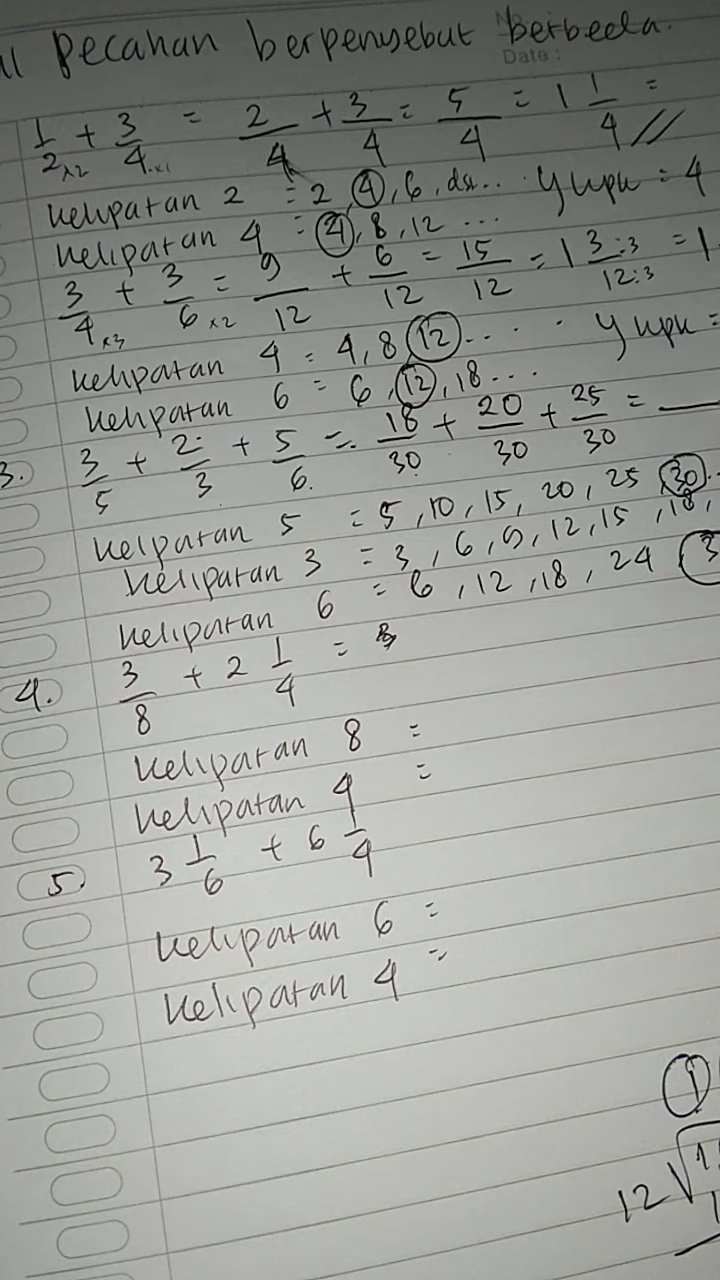 Pecahan berpenyebut Berbeda.
Date :
1/2 ×2 + 3/4 ×1 = 2/4 + 3/4 = 5/4 = 1 1/4 = //
Kelipatan 2 = 2, 4, 6, dst... y kpk = 4
Kelipatan 4 = 4, 8, 12 ...
3/4 ×3 + 3/6 ×2 = 9/12 + 6/12 = 15/12 = 1 3:3/12:3 = 1
Kelipatan 4 = 4, 8, 12 .... y kpk =
Kelipatan 6 = 6, 12, 18...
3. 3/5 + 2/3 + 5/6 = 18/30 + 20/30 + 25/30 =
Kelpatan 5 = 5, 10, 15, 20, 25, 30..
Kelipatan 3 = 3, 6, 9, 12, 15, 18,
Kelipatan 6 = 6, 12, 18, 24
4. 3/8 + 2 1/4 =
Kelipatan 8 =
Kelipatan 4 =
5. 3 1/6 + 6 1/4
Kelipatan 6 =
Kelipatan 4 =
1
12